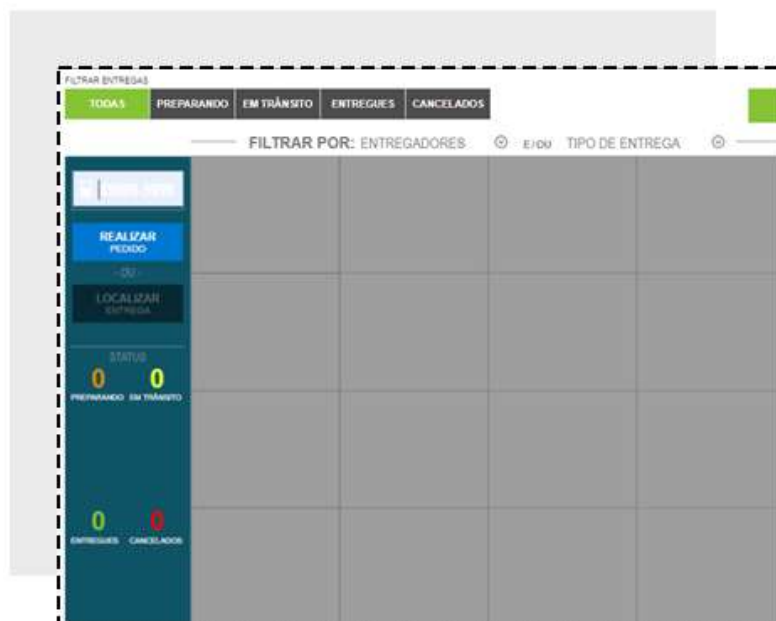 FILTRAR ENTREGAS
TODAS PREPARANDO EM TRÂNSITO ENTREGUES CANCELADOS
FILTRAR POR: ENTREGADORES E/OU TIPO DE ENTREGA
REALIZAR
PEDIDO
- OU -
LOCALIZAR
ENTREGA
STATUS
0 0
PREPARANDO EM TRÂNSITO
0 0
ENTREGUES CANCELADOS